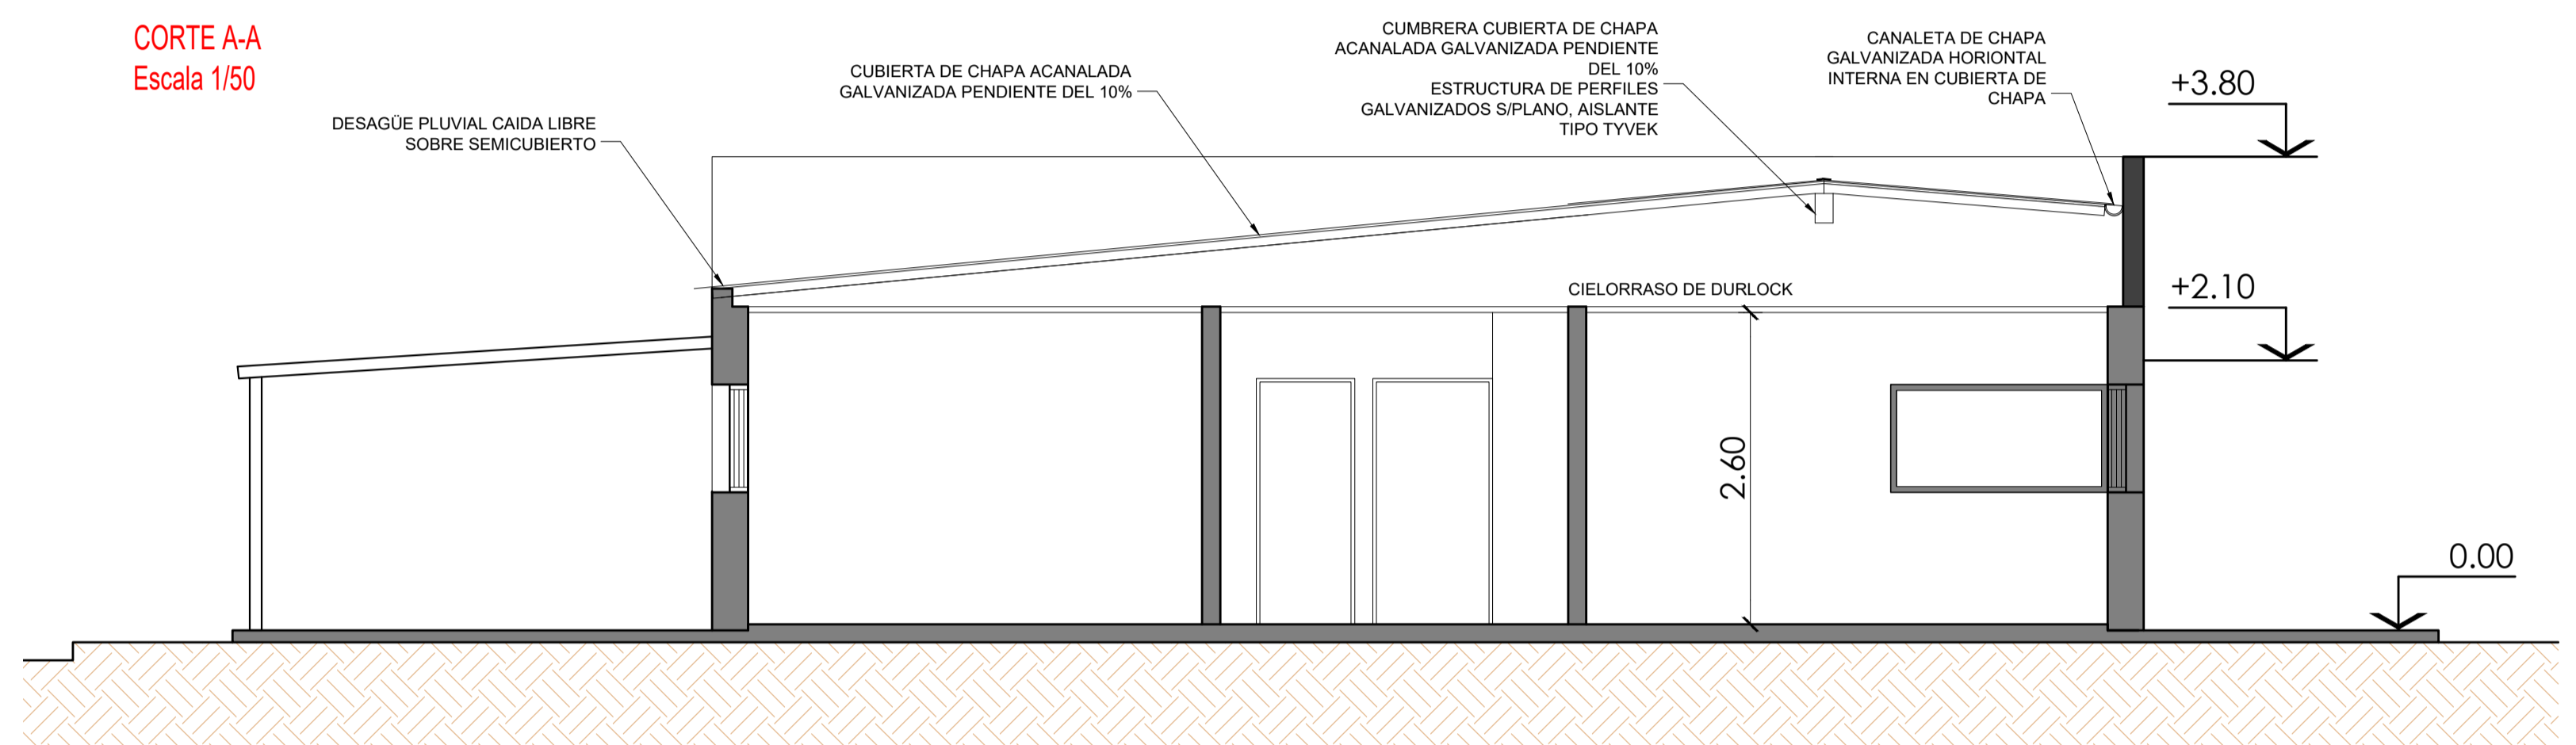 CORTE A-A
Escala 1/50
DESAGÜE PLUVIAL CAIDA LIBRE
SOBRE SEMICUBIERTO
CUBIERTA DE CHAPA ACANALADA
GALVANIZADA PENDIENTE DEL 10%
CUMBRERA CUBIERTA DE CHAPA
ACANALADA GALVANIZADA PENDIENTE
DEL 10%
ESTRUCTURA DE PERFILES
GALVANIZADOS S/PLANO, AISLANTE
TIPO TYVEK
CANALETA DE CHAPA
GALVANIZADA HORIONTAL
INTERNA EN CUBIERTA DE
CHAPA
+3.80
+2.10
CIELORRASO DE DURLOCK
2.60
0.00